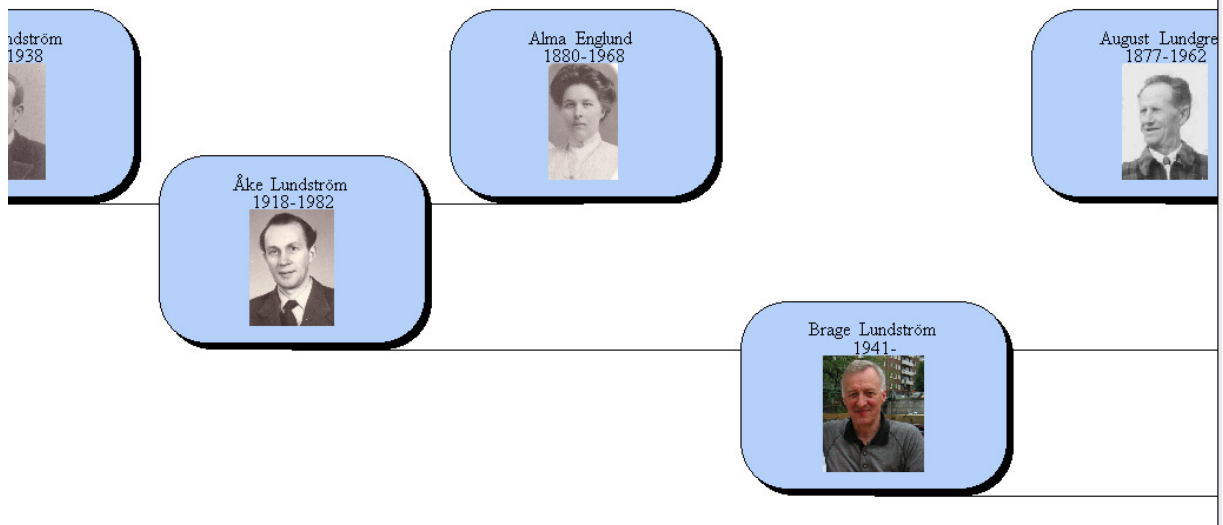 ndström
1938
Alma Englund
1880-1968
August Lundgre
1877-1962
Åke Lundström
1918-1982
Brage Lundström
1941-